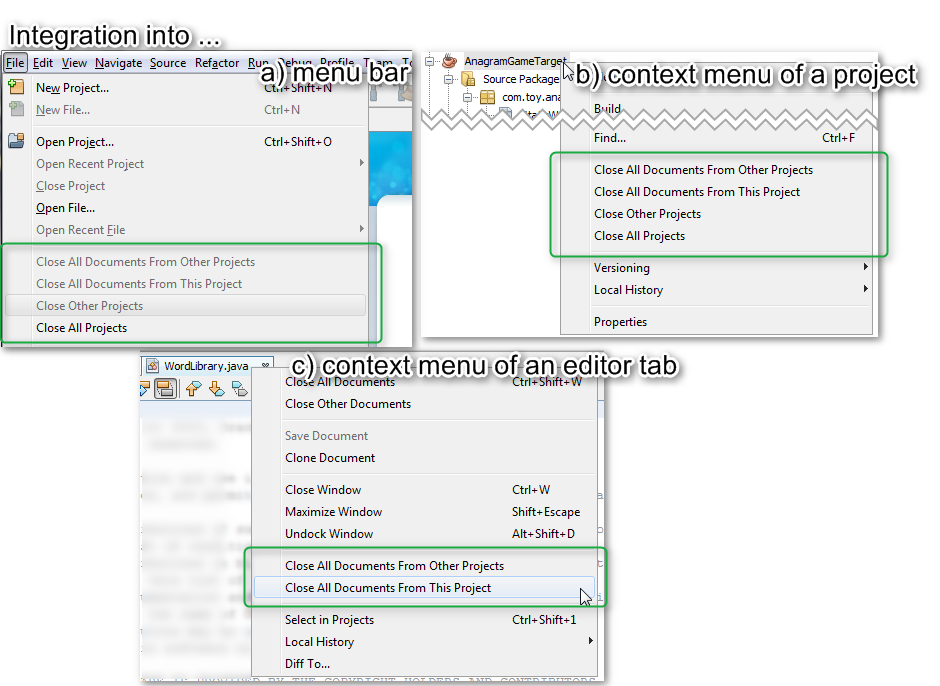 Integration into ...
File Edit View Navigate Source Refactor Run Debug Profile Team
a) menu bar
New Project... Ctrl+Shift+N
New File... Ctrl+N
Open Project... Ctrl+Shift+O
Open Recent Project
Close Project
Open File...
Open Recent File
Close All Documents From Other Projects
Close All Documents From This Project
Close Other Projects
Close All Projects
AnagramGameTarget
b) context menu of a project
Source Package
com.toy.ana
Build
Find... Ctrl+F
Close All Documents From Other Projects
Close All Documents From This Project
Close Other Projects
Close All Projects
Versioning
Local History
Properties
WordLibrary.java
c) context menu of an editor tab
Close All Documents Ctrl+Shift+W
Close Other Documents
Save Document
Clone Document
Close Window Ctrl+W
Maximize Window Shift+Escape
Undock Window Alt+Shift+D
Close All Documents From Other Projects
Close All Documents From This Project
Select in Projects Ctrl+Shift+1
Local History
Diff To...
BY THE COPYRIGHT HOLDERS AND CONTRIBUTORS